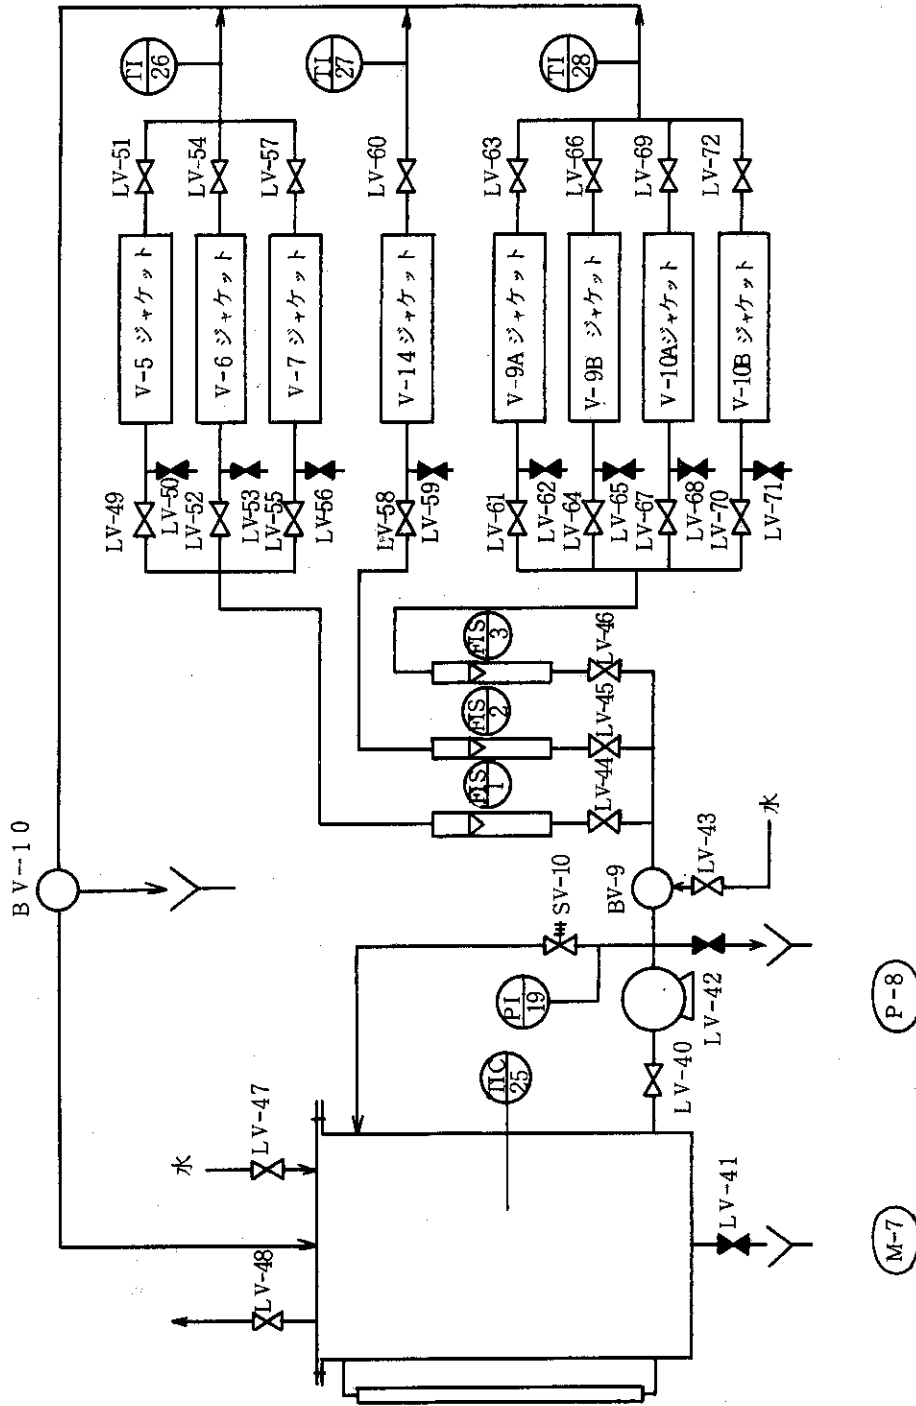 BV-10
TI
26
TI
27
TI
28
LV-51
LV-54
LV-57
LV-60
LV-63
LV-66
LV-69
LV-72
V-5 ジャケット
V-6 ジャケット
V-7 ジャケット
V-14 ジャケット
V-9A ジャケット
V-9B ジャケット
V-10A ジャケット
V-10B ジャケット
LV-49
LV-50
LV-52
LV-53
LV-55
LV-56
LV-58
LV-59
LV-61
LV-62
LV-64
LV-65
LV-67
LV-68
LV-70
LV-71
FIS
1
FIS
2
FIS
3
LV-44
LV-45
LV-46
SV-10
BV-9
LV-43
水
PI
19
LV-42
LV-40
TIC
25
水
LV-47
LV-48
LV-41
M-7
P-8